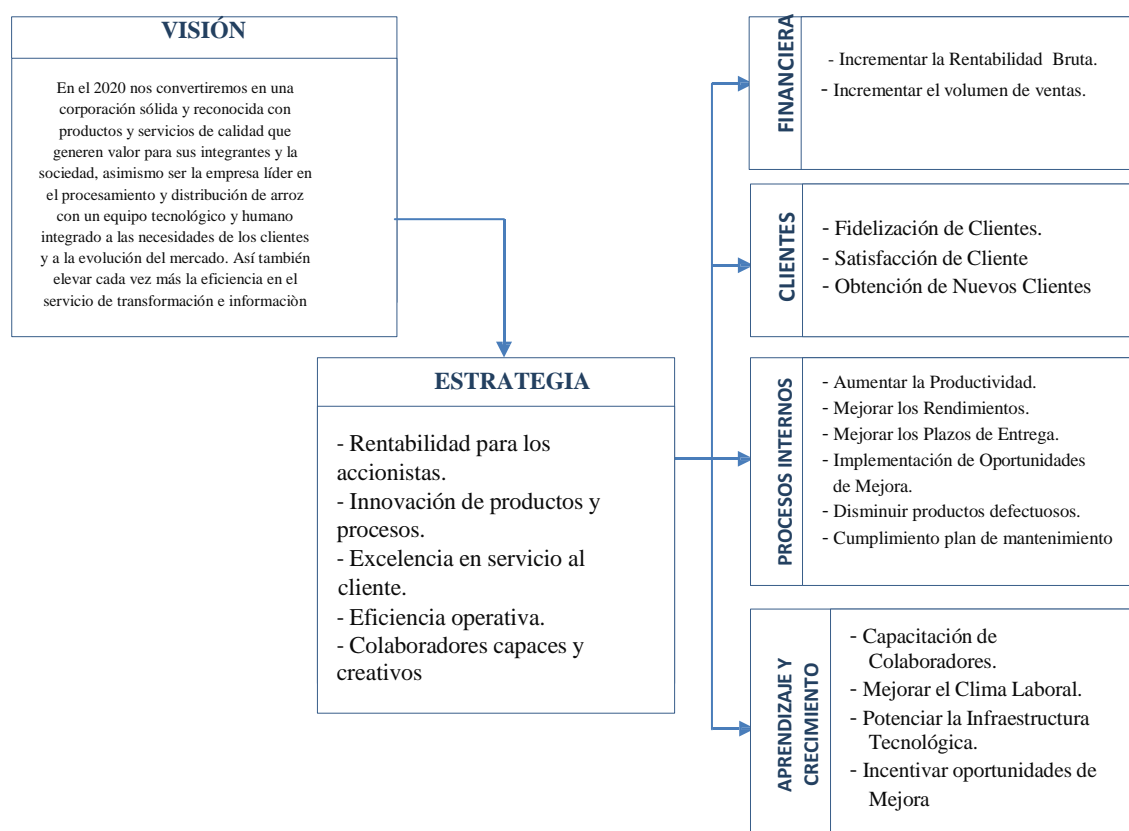 VISIÓN
En el 2020 nos convertiremos en una
corporación sólida y reconocida con
productos y servicios de calidad que
generen valor para sus integrantes y la
sociedad, asimismo ser la empresa líder en
el procesamiento y distribución de arroz
con un equipo tecnológico y humano
integrado a las necesidades de los clientes
y a la evolución del mercado. Así también
elevar cada vez más la eficiencia en el
servicio de transformación e informaciòn
ESTRATEGIA
- Rentabilidad para los
accionistas.
- Innovación de productos y
procesos.
- Excelencia en servicio al
cliente.
- Eficiencia operativa.
- Colaboradores capaces y
creativos
FINANCIERA
- Incrementar la Rentabilidad Bruta.
- Incrementar el volumen de ventas.
CLIENTES
- Fidelización de Clientes.
- Satisfacción de Cliente
- Obtención de Nuevos Clientes
PROCESOS INTERNOS
- Aumentar la Productividad.
- Mejorar los Rendimientos.
- Mejorar los Plazos de Entrega.
- Implementación de Oportunidades
de Mejora.
- Disminuir productos defectuosos.
- Cumplimiento plan de mantenimiento
APRENDIZAJE Y
CRECIMIENTO
- Capacitación de
Colaboradores.
- Mejorar el Clima Laboral.
- Potenciar la Infraestructura
Tecnológica.
- Incentivar oportunidades de
Mejora